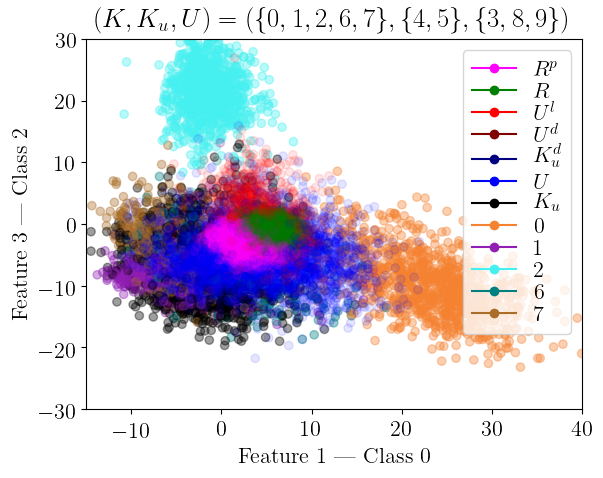 (K, K_u, U) = ({0, 1, 2, 6, 7}, {4, 5}, {3, 8, 9})
30
20
10
0
−10
−20
−30
Feature 3 — Class 2
R^p
R
U^l
U^d
K_u^d
U
K_u
0
1
2
6
7
−10
0
10
20
30
40
Feature 1 — Class 0